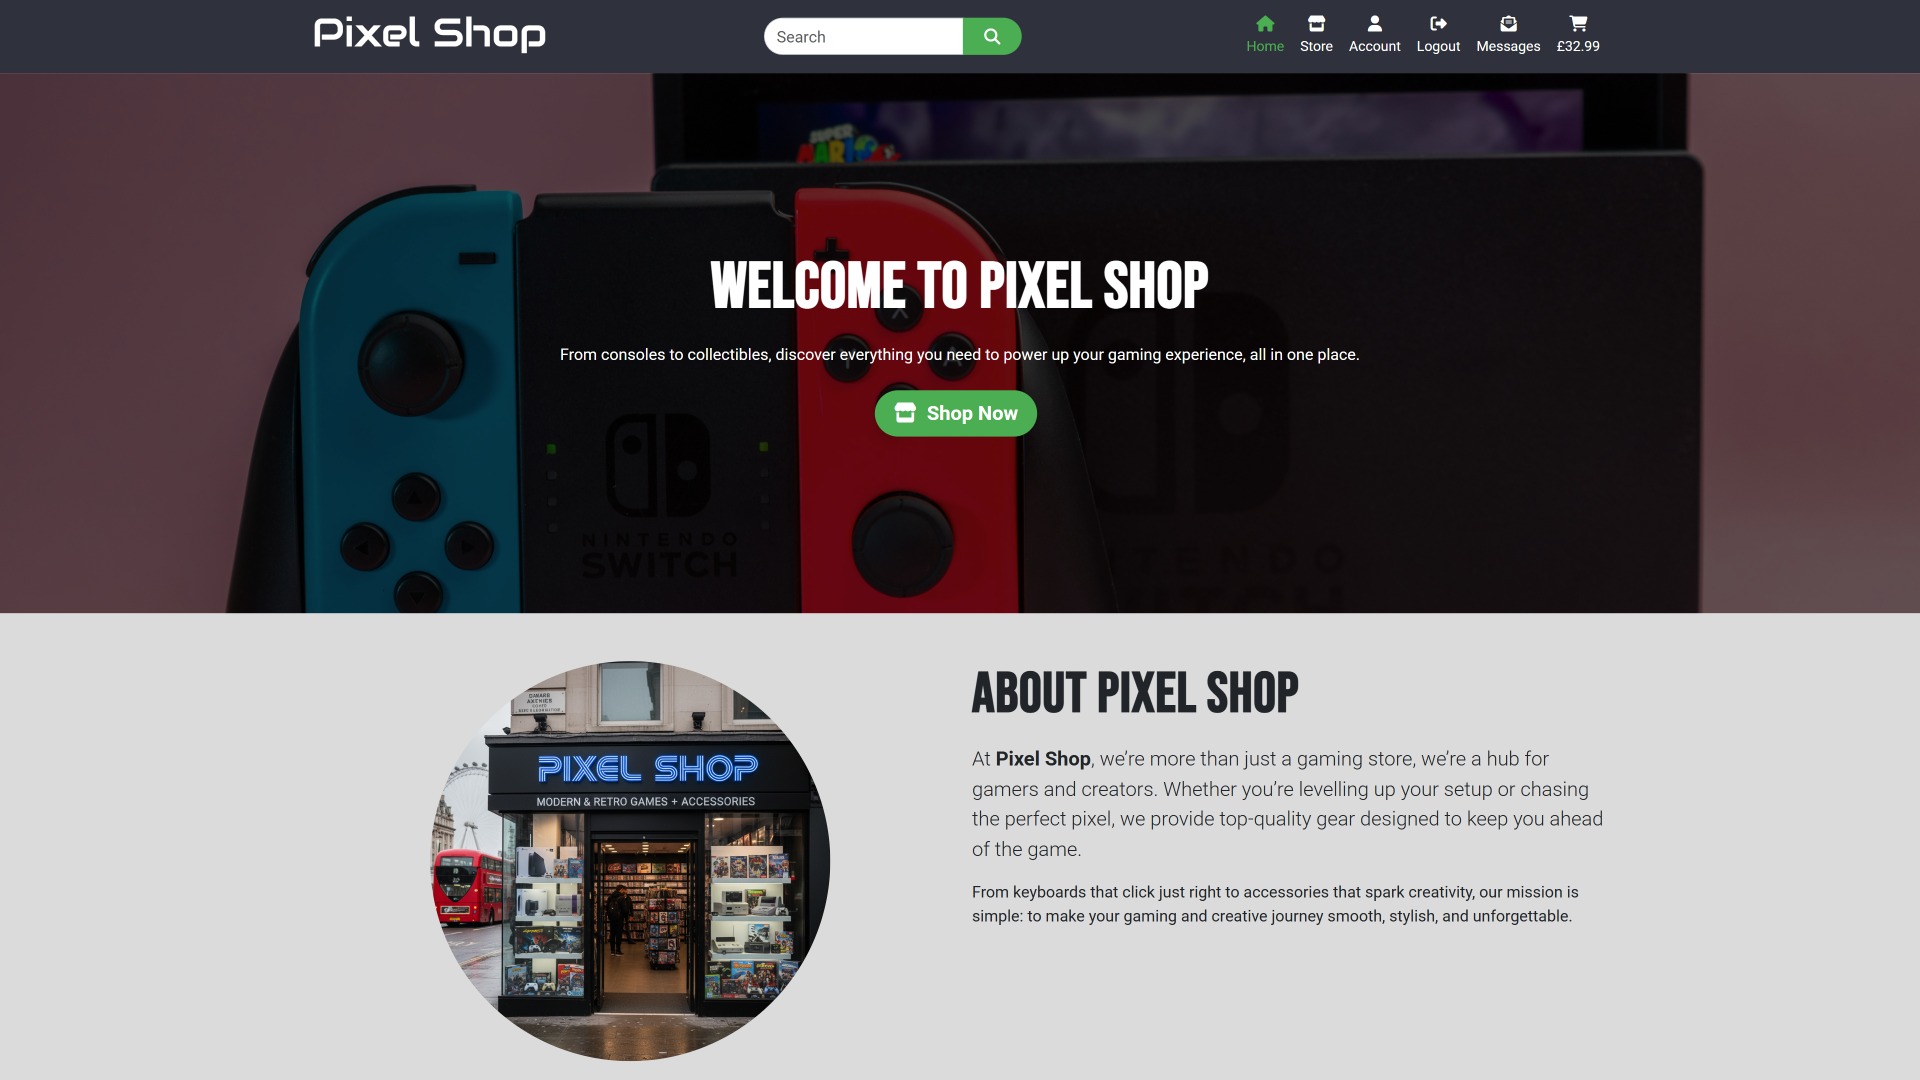 Pixel Shop
Search
Home
Store
Account
Logout
Messages
£32.99
SUPER
MARIO
WELCOME TO PIXEL SHOP
From consoles to collectibles, discover everything you need to power up your gaming experience, all in one place.
X
Y
A
Shop Now
NINTENDO
SWITCH
ABOUT PIXEL SHOP
At Pixel Shop, we’re more than just a gaming store, we’re a hub for
gamers and creators. Whether you’re levelling up your setup or chasing
the perfect pixel, we provide top-quality gear designed to keep you ahead
of the game.
From keyboards that click just right to accessories that spark creativity, our mission is
simple: to make your gaming and creative journey smooth, stylish, and unforgettable.
PIXEL SHOP
MODERN & RETRO GAMES + ACCESSORIES